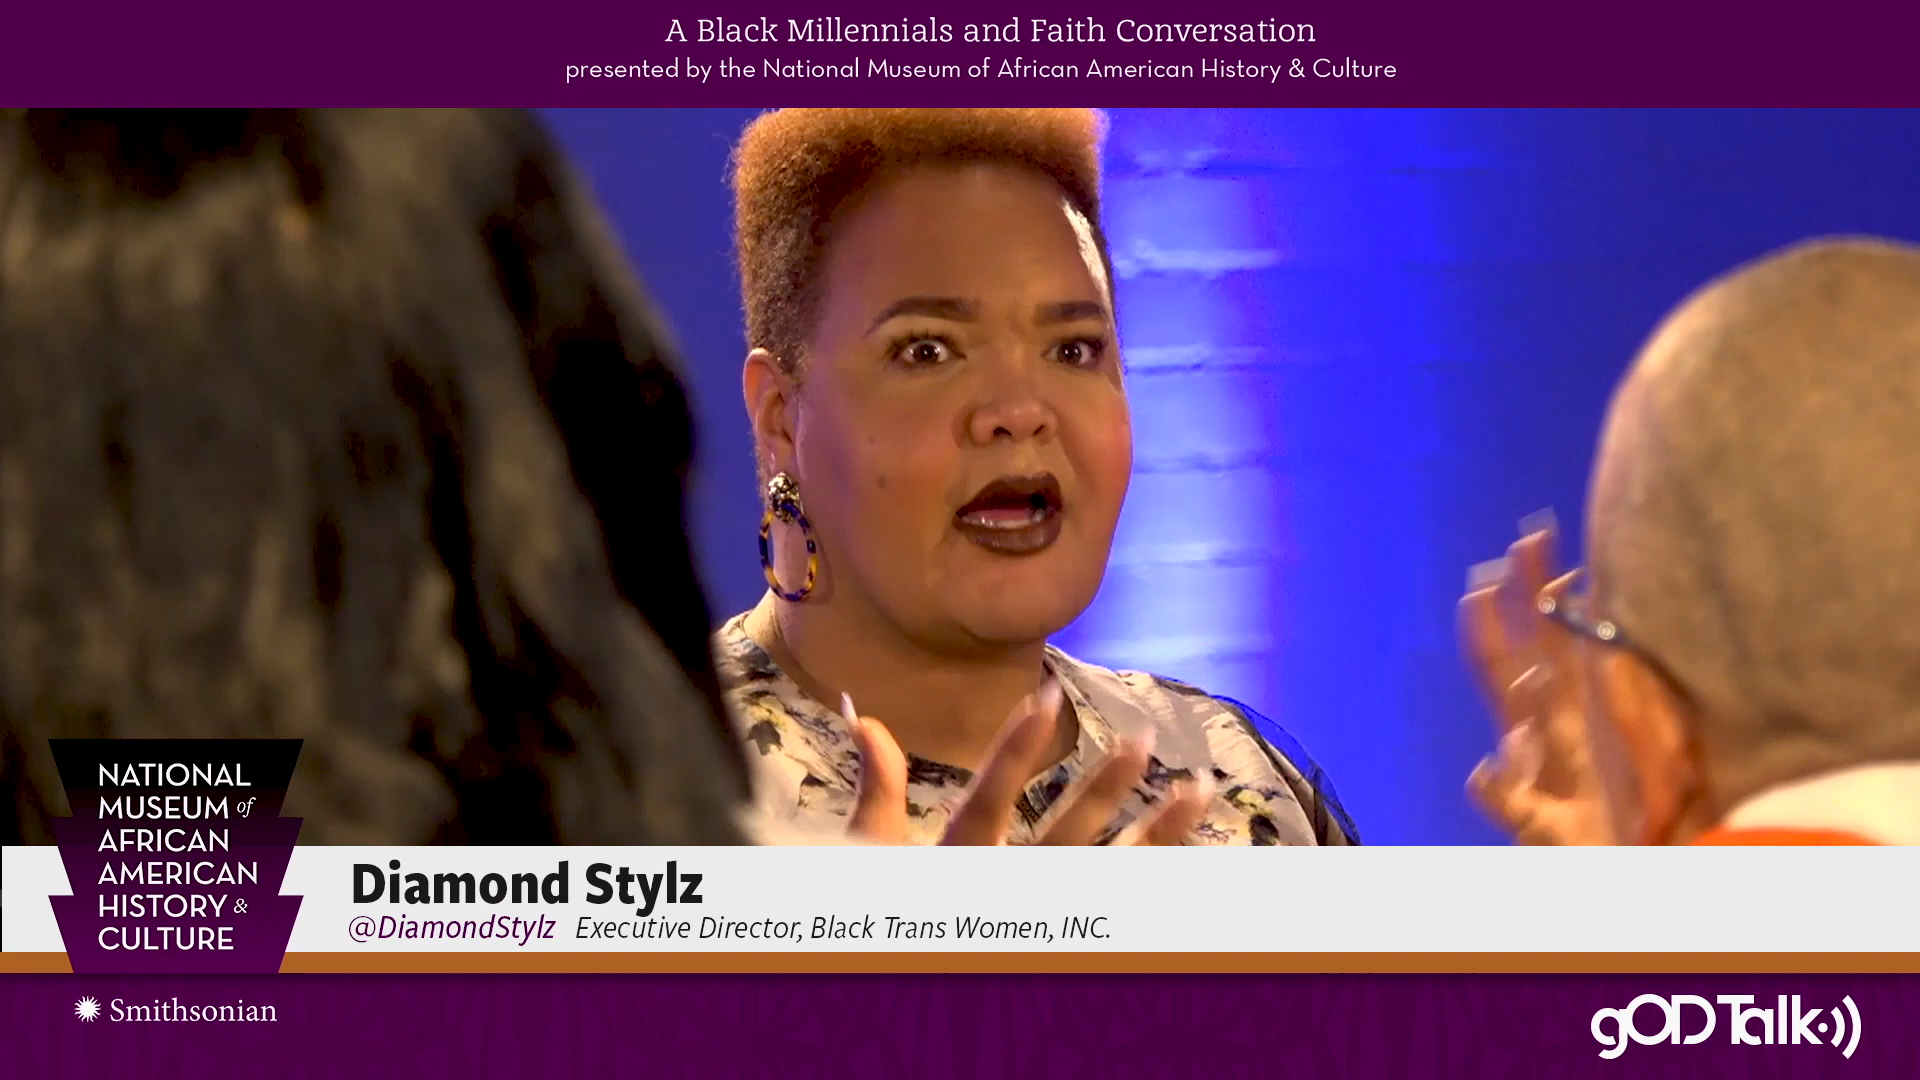 A Black Millennials and Faith Conversation
presented by the National Museum of African American History & Culture
NATIONAL
MUSEUM of
AFRICAN
AMERICAN
HISTORY &
CULTURE
Diamond Stylz
@DiamondStylz Executive Director, Black Trans Women, INC.
Smithsonian
gODTalk